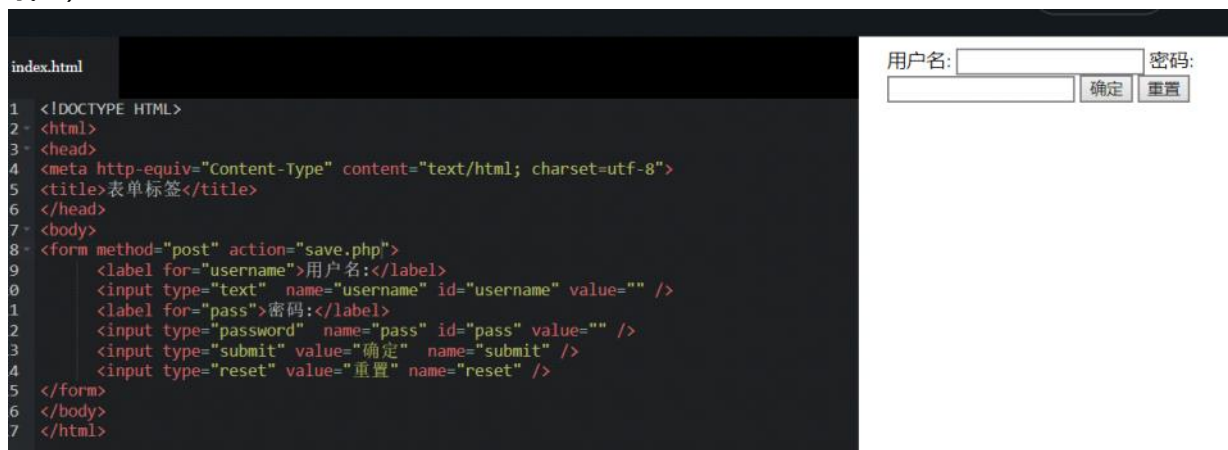 index.html
1 <!DOCTYPE HTML>
2 <html>
3 <head>
4 <meta http-equiv="Content-Type" content="text/html; charset=utf-8">
5 <title>表单标签</title>
6 </head>
7 <body>
8 <form method="post" action="save.php">
9 <label for="username">用户名:</label>
0 <input type="text"  name="username" id="username" value="" />
1 <label for="pass">密码:</label>
2 <input type="password"  name="pass" id="pass" value="" />
3 <input type="submit" value="确定"  name="submit" />
4 <input type="reset" value="重置" name="reset" />
5 </form>
6 </body>
7 </html>
用户名: 密码:
确定 重置